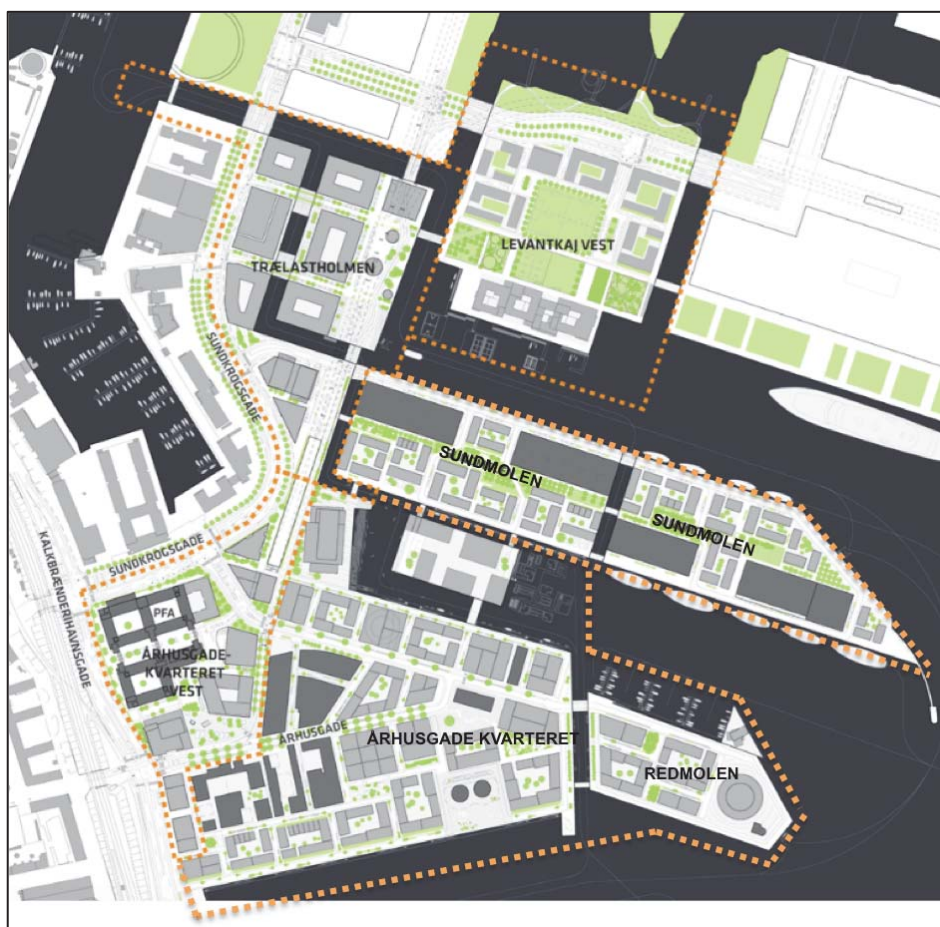 LEVANTKAJ VEST
TRÆLASTHOLMEN
SUNDKROGSGADE
SUNDMOLEN
SUNDMOLEN
SUNDKROGSGADE
KALKBRÆNDERIHAVNSGADE
PFA
ÅRHUSGADE-
KVARTERET
VEST
ÅRHUSGADE
ÅRHUSGADE KVARTERET
REDMOLEN